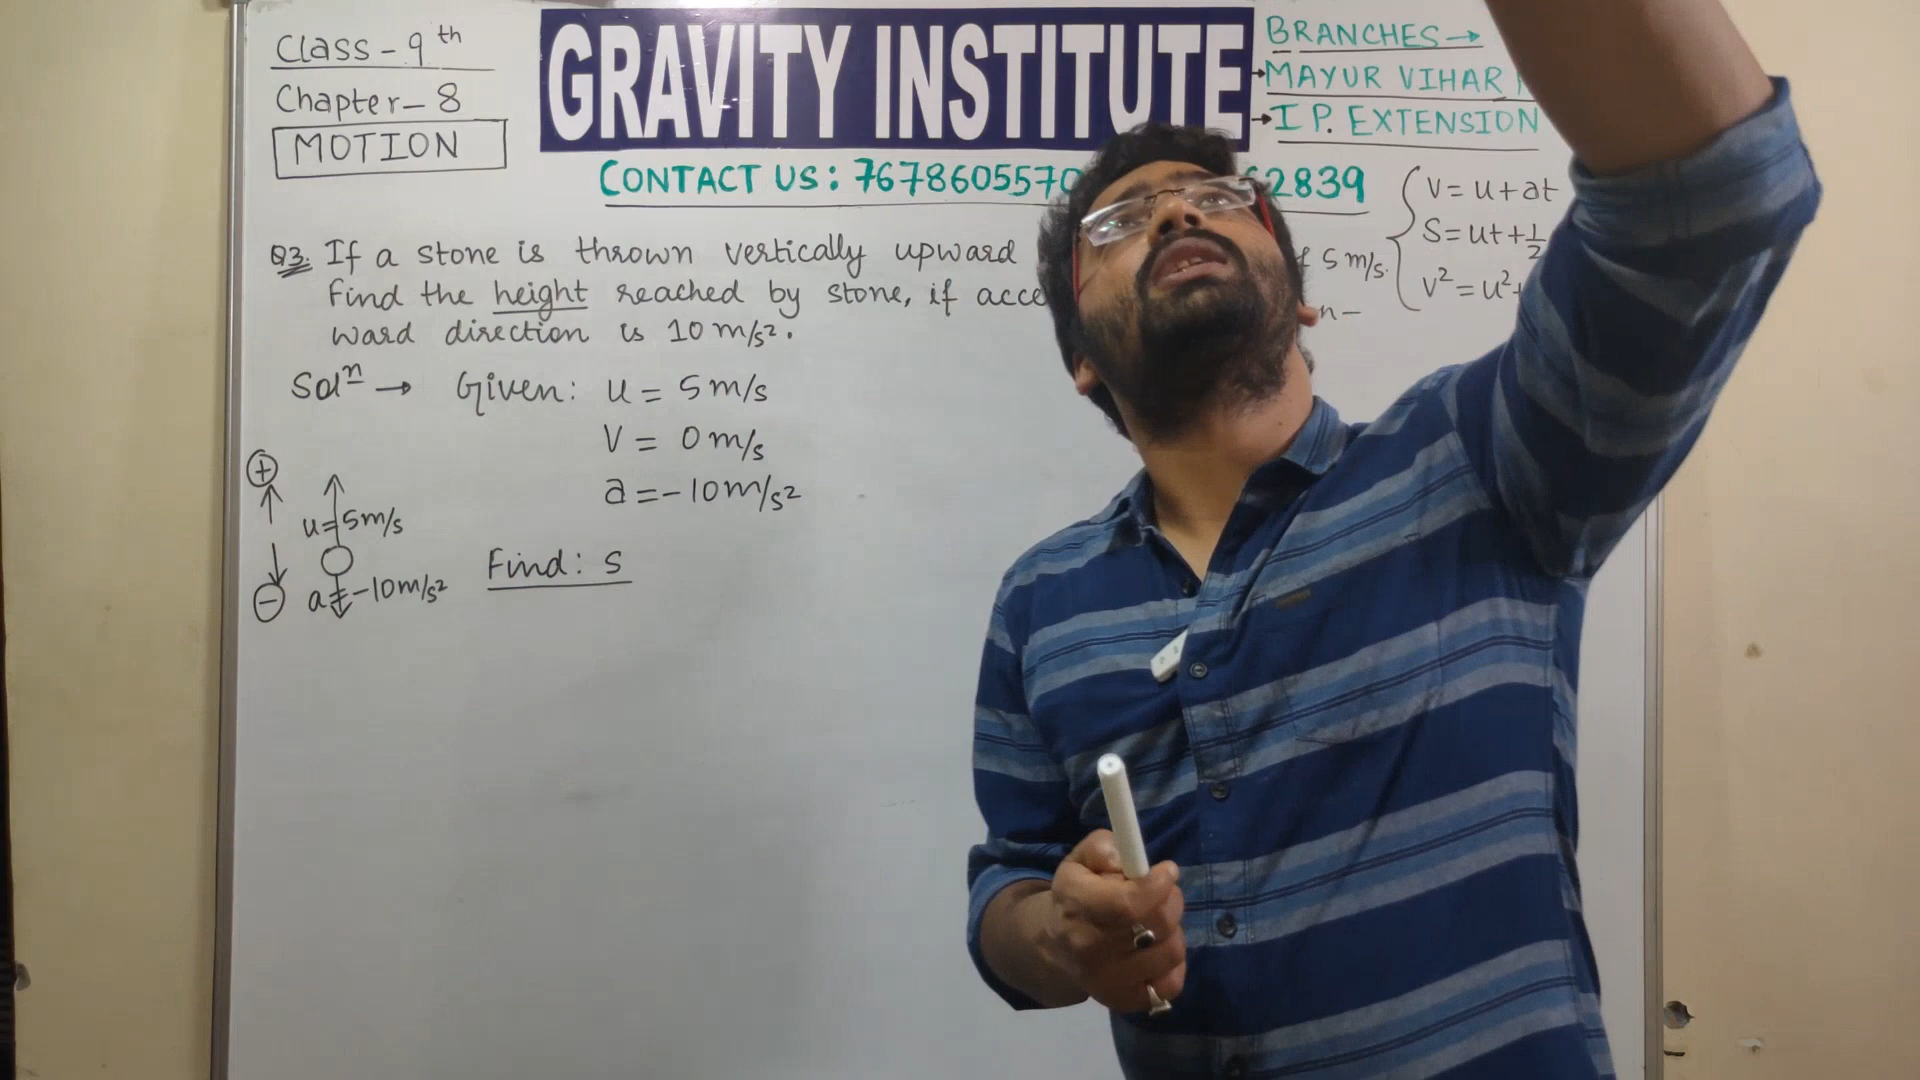 Class - 9th
Chapter - 8
MOTION
GRAVITY INSTITUTE
BRANCHES →
→ MAYUR VIHAR
→ I P. EXTENSION
CONTACT US : 7678605570 2839
V = u + at
S = ut + 1/2
V² = u² +
Q3. If a stone is thrown vertically upward 5 m/s.
Find the height reached by stone, if acce n-
ward direction is 10 m/s².
Solⁿ → Given: u = 5 m/s
V = 0 m/s
a = - 10 m/s²
+
u = 5 m/s
Find: s
a = -10 m/s²
-